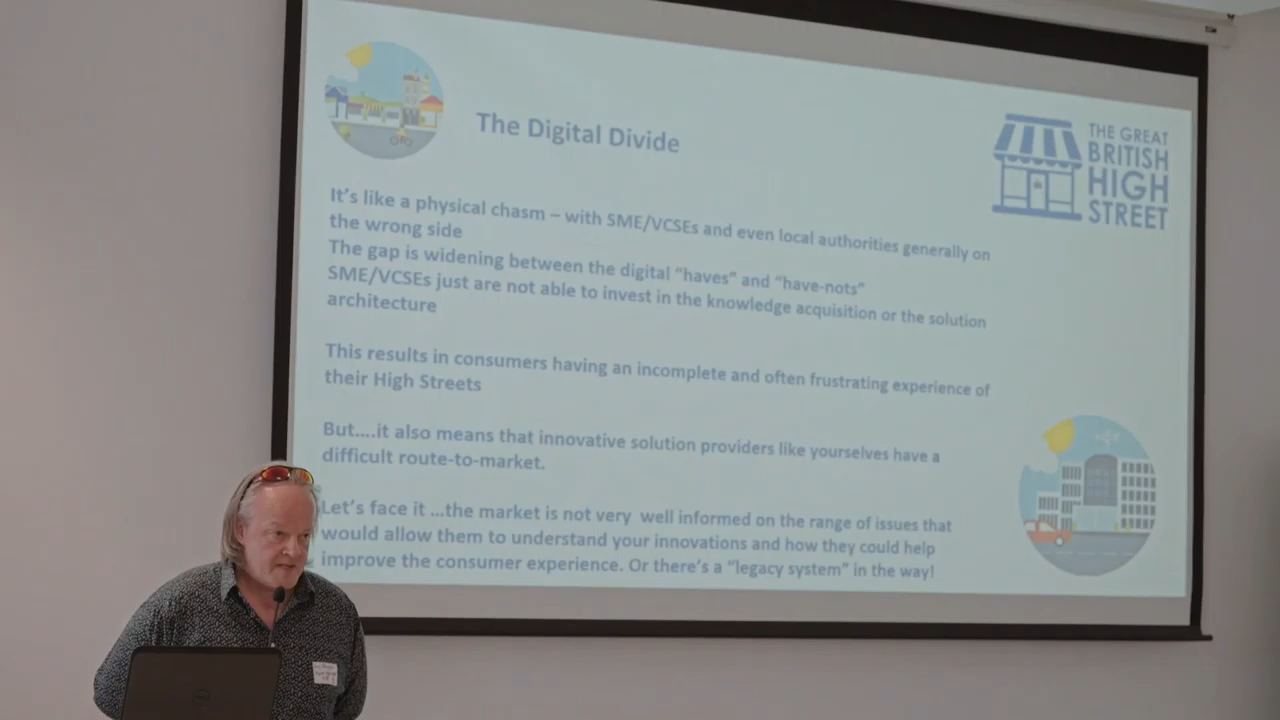 The Digital Divide
THE GREAT
BRITISH
HIGH
STREET
It's like a physical chasm – with SME/VCSEs and even local authorities generally on
the wrong side
The gap is widening between the digital “haves” and “have-nots”
SME/VCSEs just are not able to invest in the knowledge acquisition or the solution
architecture
This results in consumers having an incomplete and often frustrating experience of
their High Streets
But....it also means that innovative solution providers like yourselves have a
difficult route-to-market.
Let's face it ...the market is not very well informed on the range of issues that
would allow them to understand your innovations and how they could help
improve the consumer experience. Or there's a “legacy system” in the way!
DELL